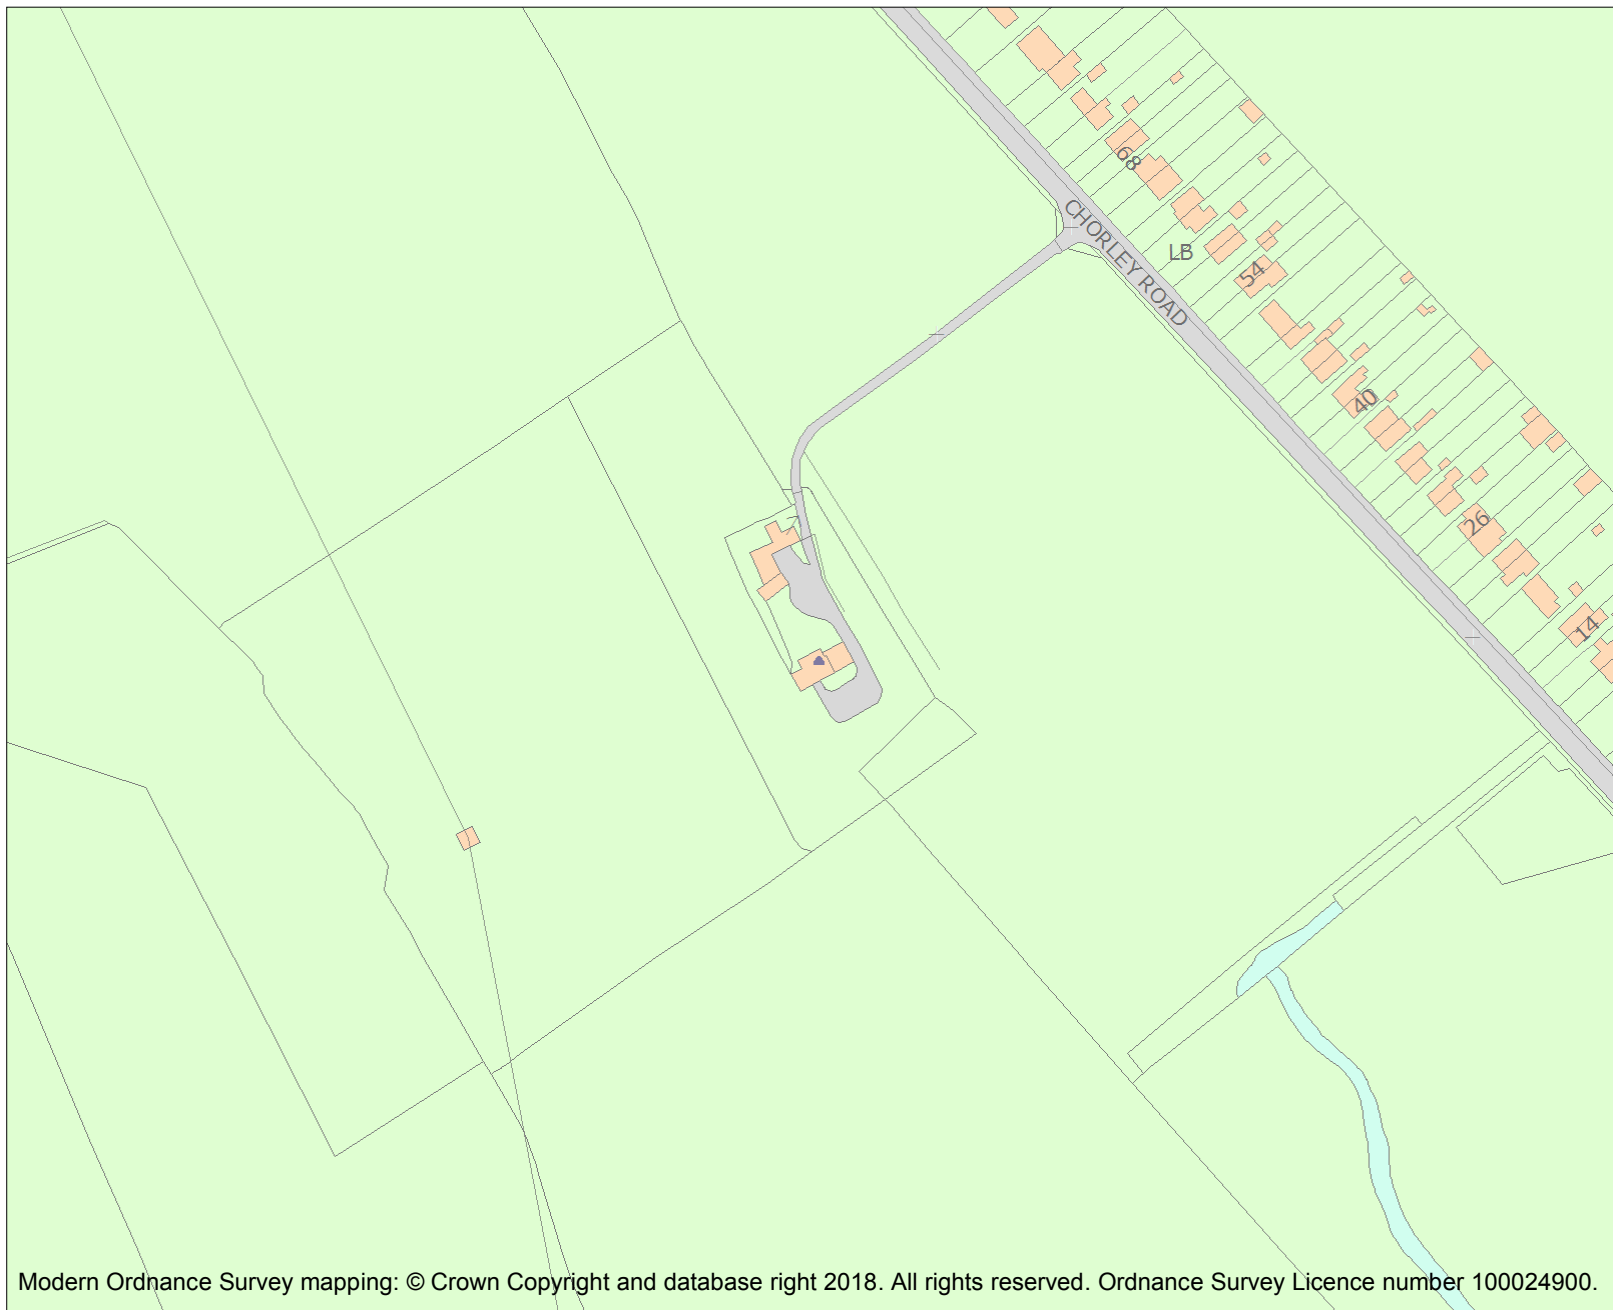 68
CHORLEY ROAD
LB
54
40
26
14
Modern Ordnance Survey mapping: © Crown Copyright and database right 2018. All rights reserved. Ordnance Survey Licence number 100024900.